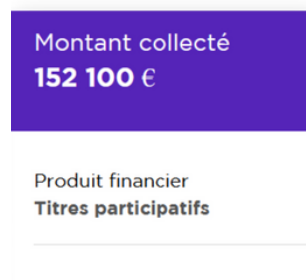 Montant collecté
152 100 €
Produit financier
Titres participatifs